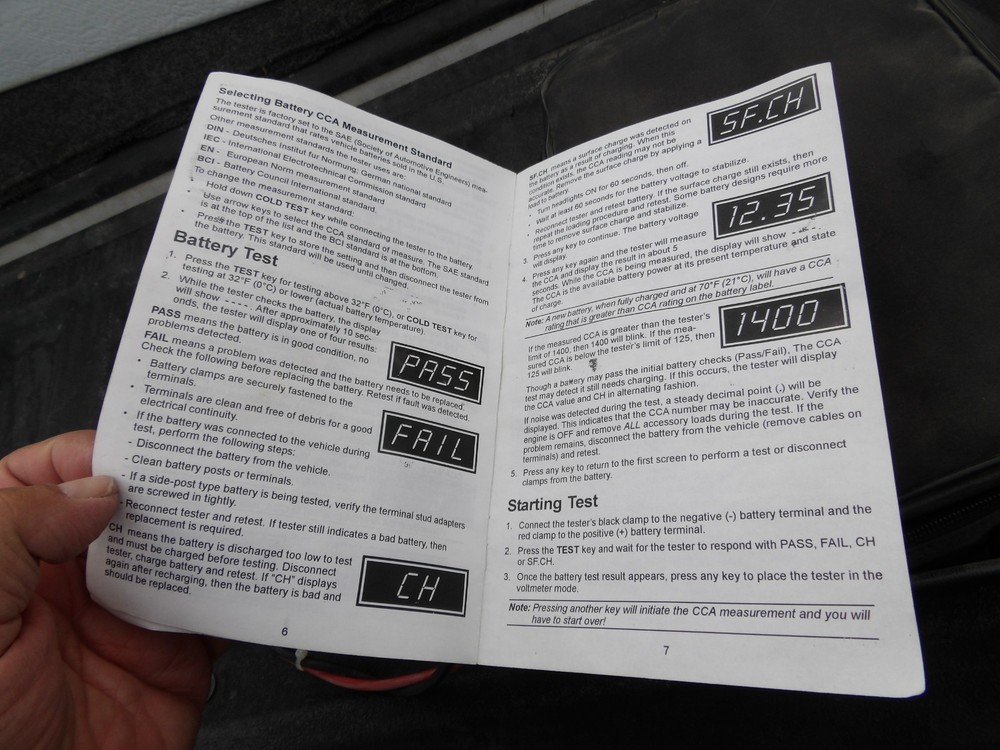 Selecting Battery CCA Measurement Standard
The tester is factory set to the SAE (Society of Automotive Engineers) mea-
surement standard that rates vehicle batteries sold in the U.S.
Other measurement standards the tester uses are:
DIN - Deutsches Institut fur Normung: German national standard
IEC - International Electrotechnical Commission standard
EN - European Norm measurement standard
BCI - Battery Council International standard.
To change the measurement standard.
• Hold down COLD TEST key while connecting the tester to the battery.
• Use arrow keys to select the CCA standard of measure. The SAE standard
is at the top of the list and the BCI standard is at the bottom.
• Press the TEST key to store the setting and then disconnect the tester from
the battery. This standard will be used until changed.
Battery Test
1. Press the TEST key for testing above 32°F (0°C), or COLD TEST key for
testing at 32°F (0°C) or lower (actual battery temperature).
2. While the tester checks the battery, the display
will show - - - - . After approximately 10 sec-
onds, the tester will display one of four results:
PASS means the battery is in good condition, no
problems detected.
PASS
FAIL means a problem was detected and the battery needs to be replaced.
Check the following before replacing the battery. Retest if fault was detected.
• Battery clamps are securely fastened to the
terminals.
• Terminals are clean and free of debris for a good
electrical continuity.
FAIL
• If the battery was connected to the vehicle during
test, perform the following steps:
- Disconnect the battery from the vehicle.
- Clean battery posts or terminals.
- If a side-post type battery is being tested, verify the terminal stud adapters
are screwed in tightly.
- Reconnect tester and retest. If tester still indicates a bad battery, then
replacement is required.
CH means the battery is discharged too low to test
and must be charged before testing. Disconnect
tester, charge battery and retest. If "CH" displays
again after recharging, then the battery is bad and
should be replaced.
CH
6
SF.CH means a surface charge was detected on
the battery as a result of charging. When this
condition exists, the CCA reading may not be
accurate. Remove the surface charge by applying a
load to battery.
SF.CH
• Turn headlights ON for 60 seconds, then off.
• Wait at least 60 seconds for the battery voltage to stabilize.
• Reconnect tester and retest battery. If the surface charge still exists, then
repeat the loading procedure and retest. Some battery designs require more
time to remove surface charge and stabilize.
3. Press any key to continue. The battery voltage
will display.
12.35
4. Press any key again and the tester will measure
the CCA and display the result in about 5
seconds. While the CCA is being measured, the display will show - - - -.
The CCA is the available battery power at its present temperature and state
of charge.
Note: A new battery, when fully charged and at 70°F (21°C), will have a CCA
rating that is greater than CCA rating on the battery label.
If the measured CCA is greater than the tester's
limit of 1400, then 1400 will blink. If the mea-
sured CCA is below the tester's limit of 125, then
125 will blink.
1400
Though a battery may pass the initial battery checks (Pass/Fail), The CCA
test may detect it still needs charging. If this occurs, the tester will display
the CCA value and CH in alternating fashion.
If noise was detected during the test, a steady decimal point (.) will be
displayed. This indicates that the CCA number may be inaccurate. Verify the
engine is OFF and remove ALL accessory loads during the test. If the
problem remains, disconnect the battery from the vehicle (remove cables on
terminals) and retest.
5. Press any key to return to the first screen to perform a test or disconnect
clamps from the battery.
Starting Test
1. Connect the tester's black clamp to the negative (-) battery terminal and the
red clamp to the positive (+) battery terminal.
2. Press the TEST key and wait for the tester to respond with PASS, FAIL, CH
or SF.CH.
3. Once the battery test result appears, press any key to place the tester in the
voltmeter mode.
Note: Pressing another key will initiate the CCA measurement and you will
have to start over!
7